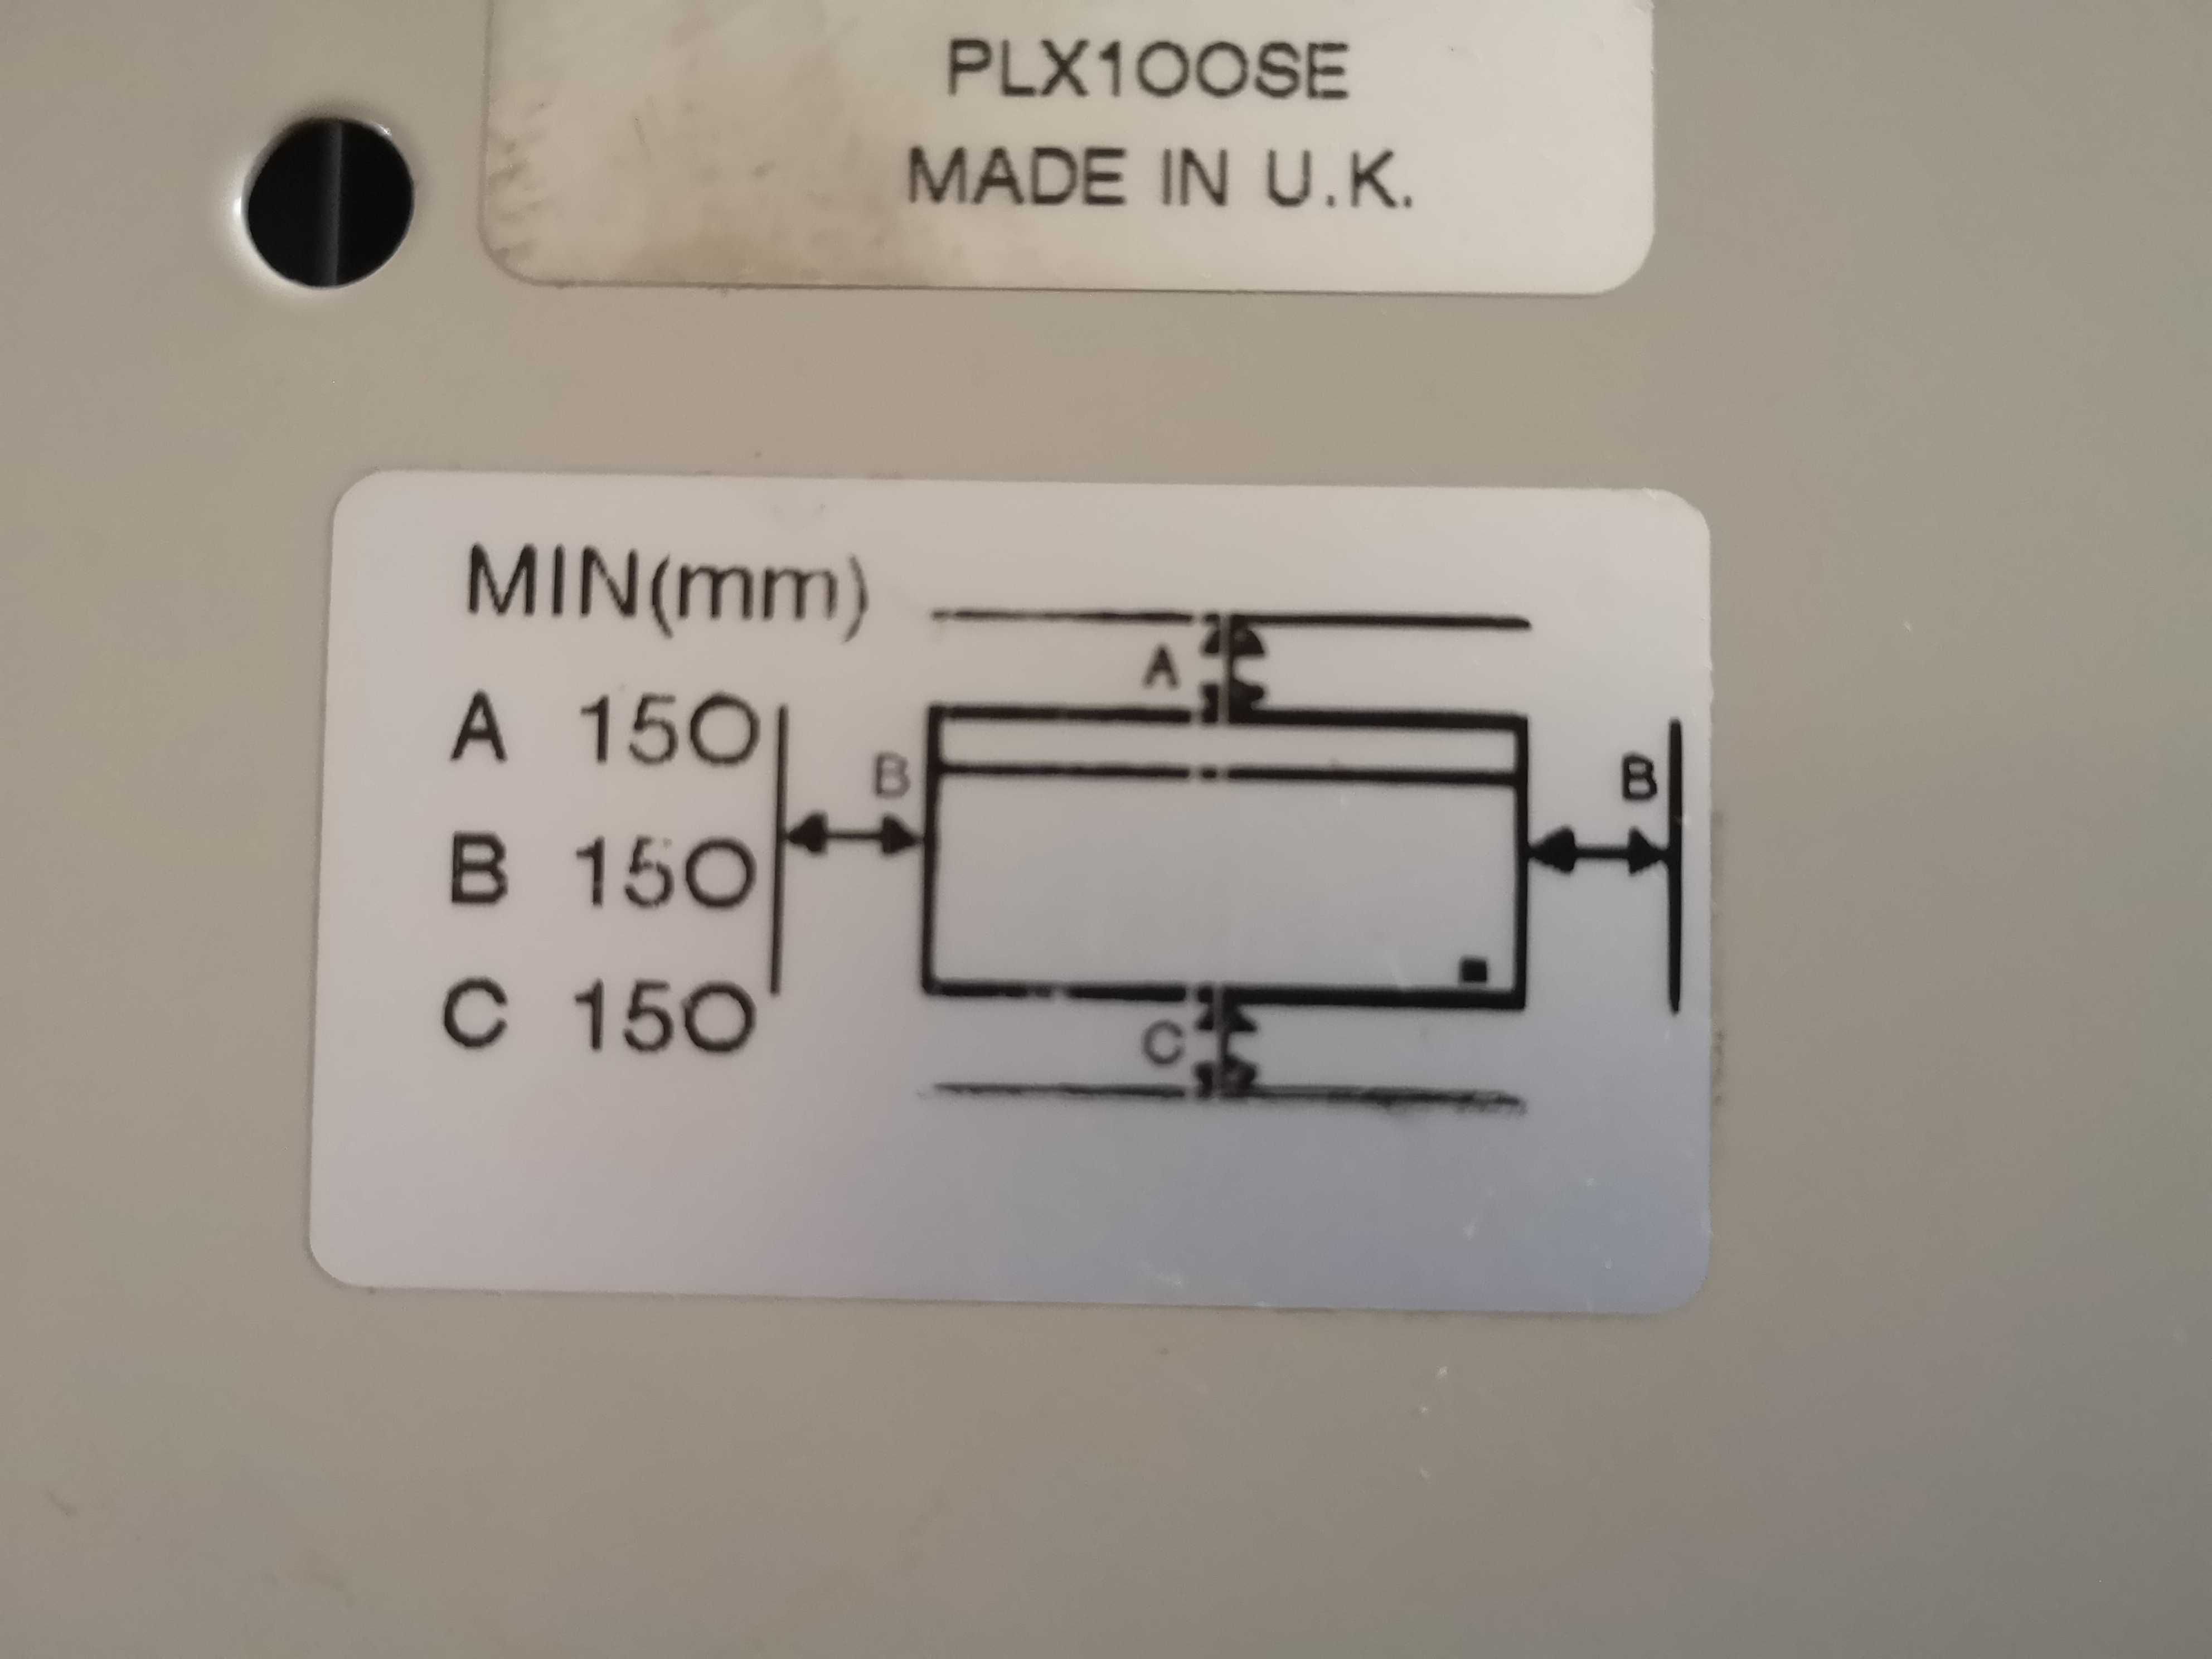 PLX100SE
MADE IN U.K.
MIN(mm)
A
A 150
B
B
B 150
C 150
C